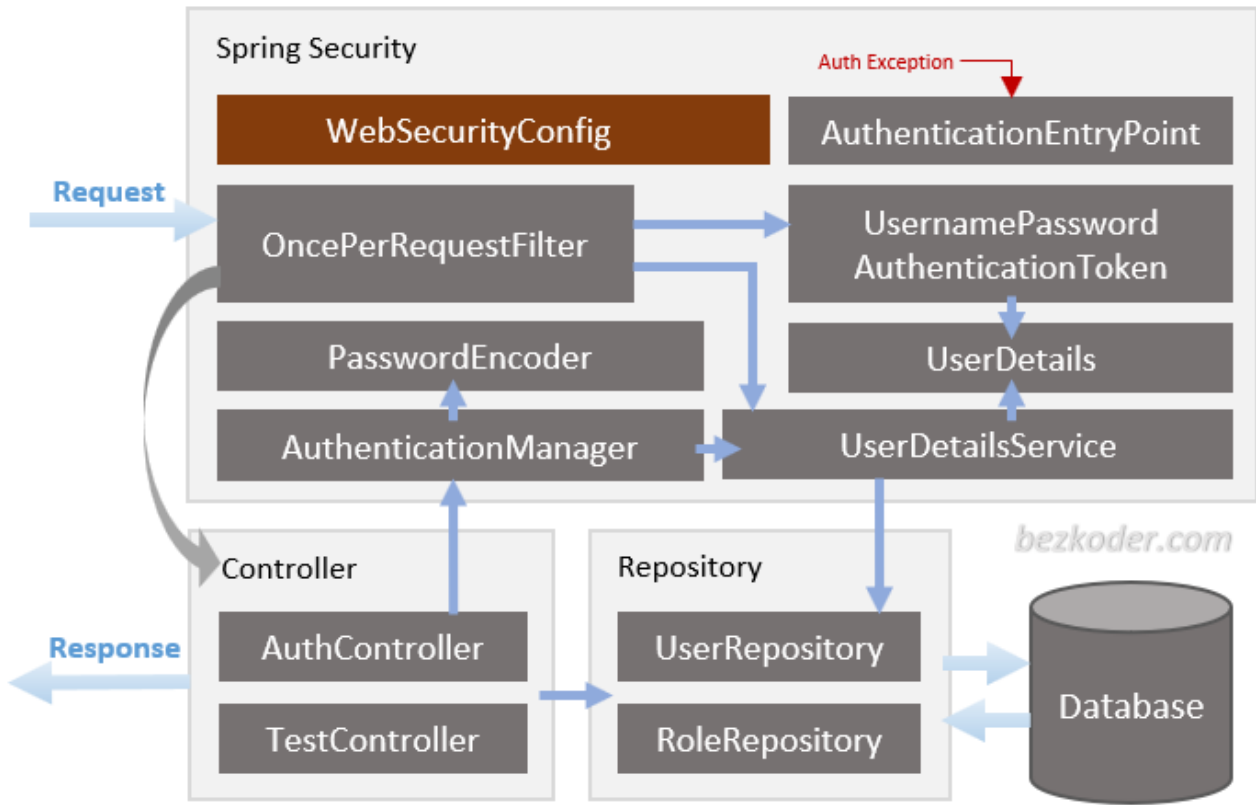 Spring Security
Auth Exception
WebSecurityConfig
AuthenticationEntryPoint
Request
OncePerRequestFilter
UsernamePassword
AuthenticationToken
PasswordEncoder
UserDetails
AuthenticationManager
UserDetailsService
bezkoder.com
Controller
Repository
Response
AuthController
UserRepository
Database
TestController
RoleRepository